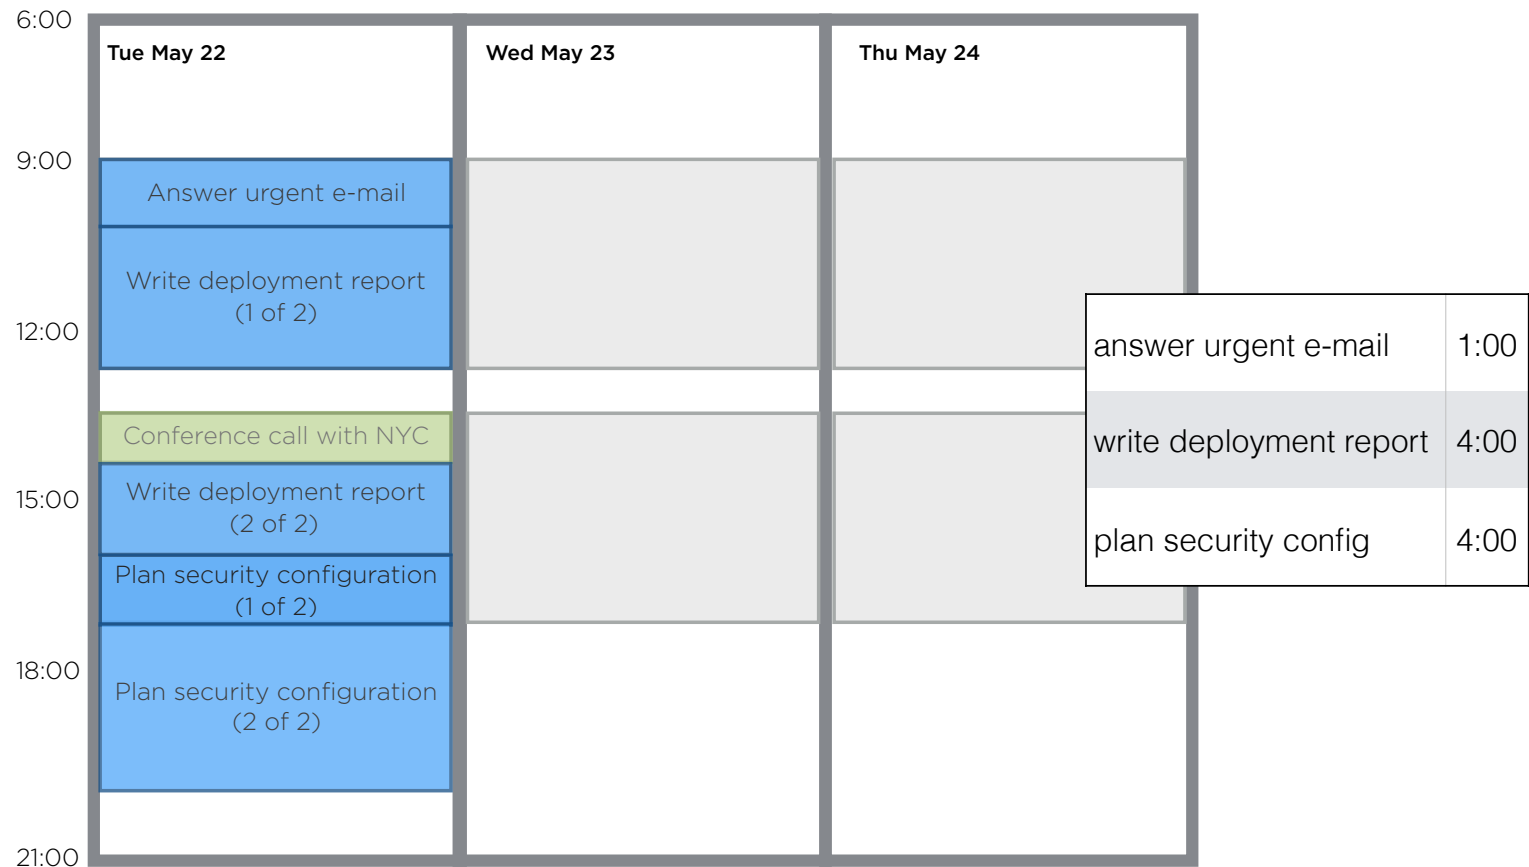 6:00
Tue May 22
Wed May 23
Thu May 24
9:00
Answer urgent e-mail
Write deployment report
(1 of 2)
12:00
Conference call with NYC
15:00
Write deployment report
(2 of 2)
Plan security configuration
(1 of 2)
18:00
Plan security configuration
(2 of 2)
21:00
answer urgent e-mail 1:00
write deployment report 4:00
plan security config 4:00